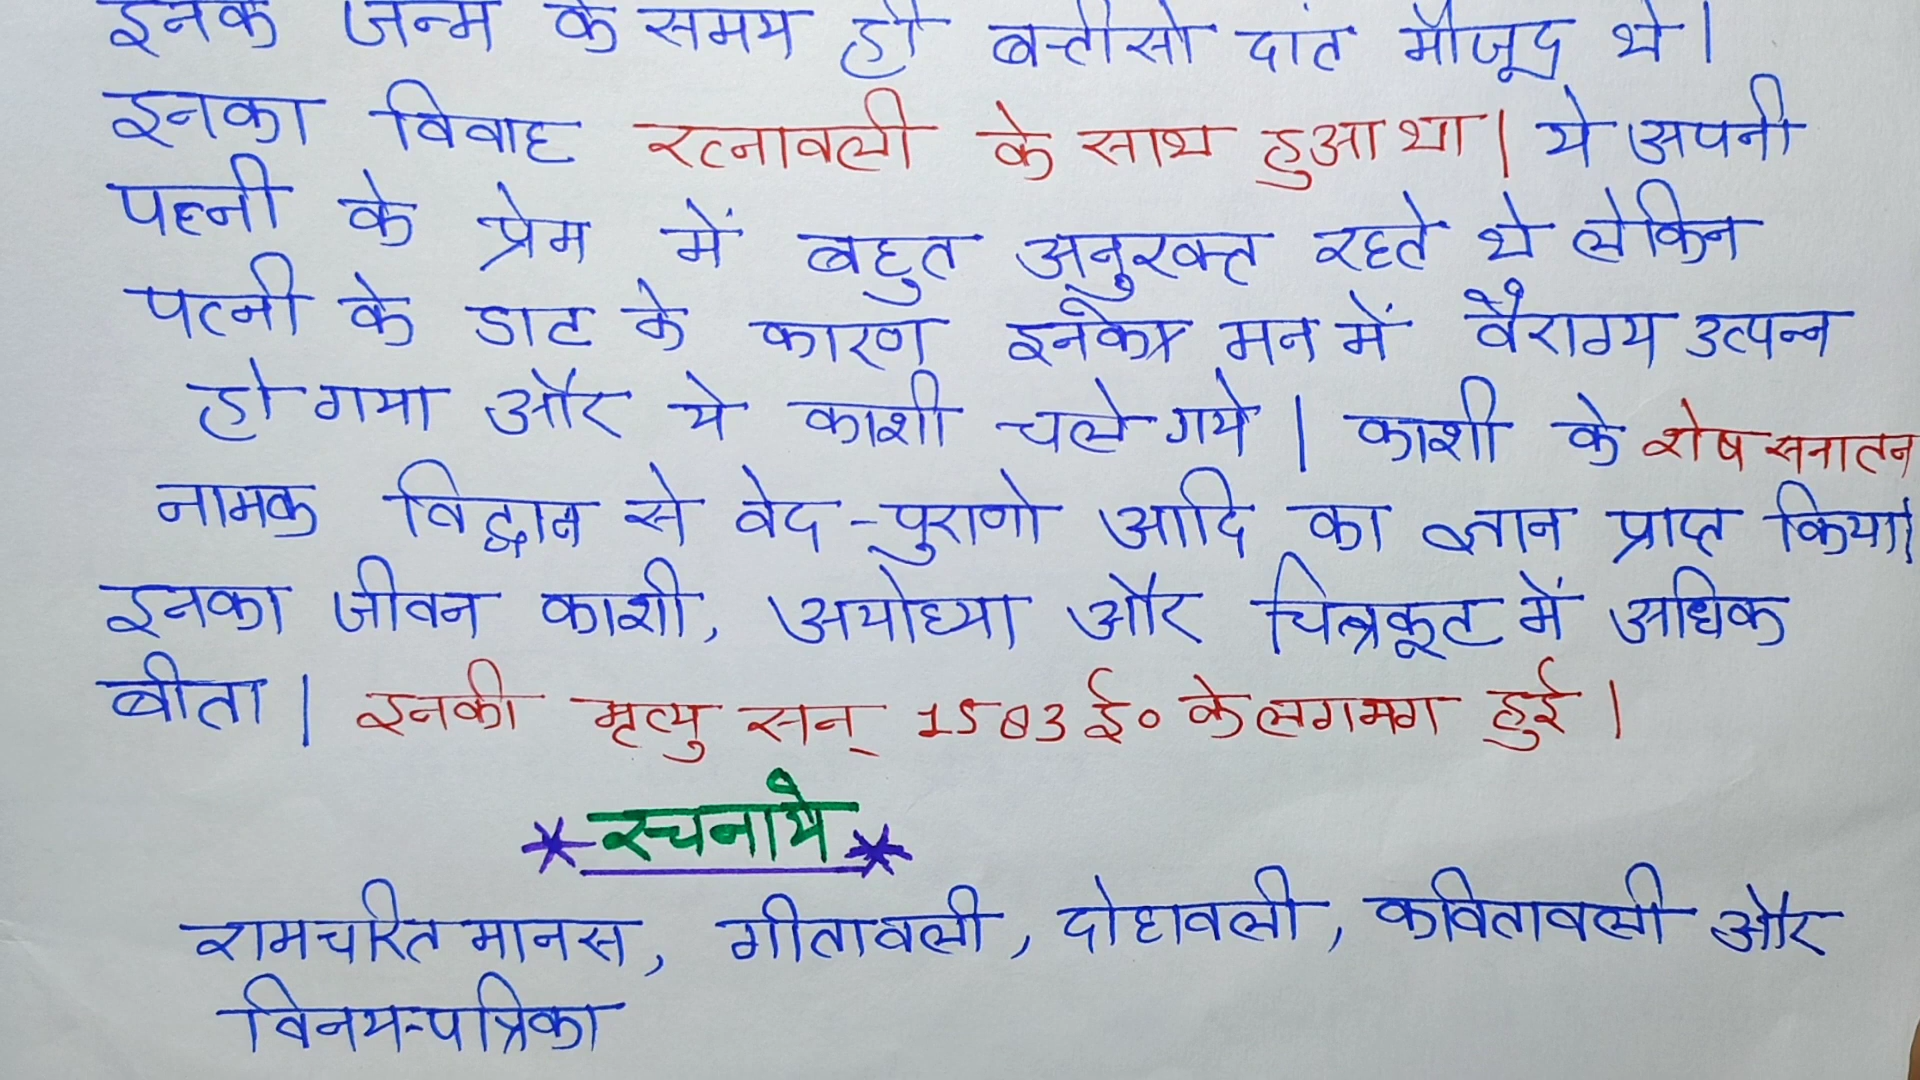 इनके जन्म के समय ही बत्तीसो दांत मौजूद थे।
इनका विवाह रत्नावली के साथ हुआ था। ये अपनी
पत्नी के प्रेम में बहुत अनुरक्त रहते थे लेकिन
पत्नी के डाट के कारण इनके मन में वैराग्य उत्पन्न
हो गया और ये काशी चले गये। काशी के शेष सनातन
नामक विद्वान से वेद-पुराणो आदि का ज्ञान प्राप्त किया।
इनका जीवन काशी, अयोध्या और चित्रकूट में अधिक
बीता। इनकी मृत्यु सन् 1583 ई० के लगभग हुई।
रचनाये
रामचरित मानस, गीतावली, दोहावली, कवितावली और
विनय-पत्रिका